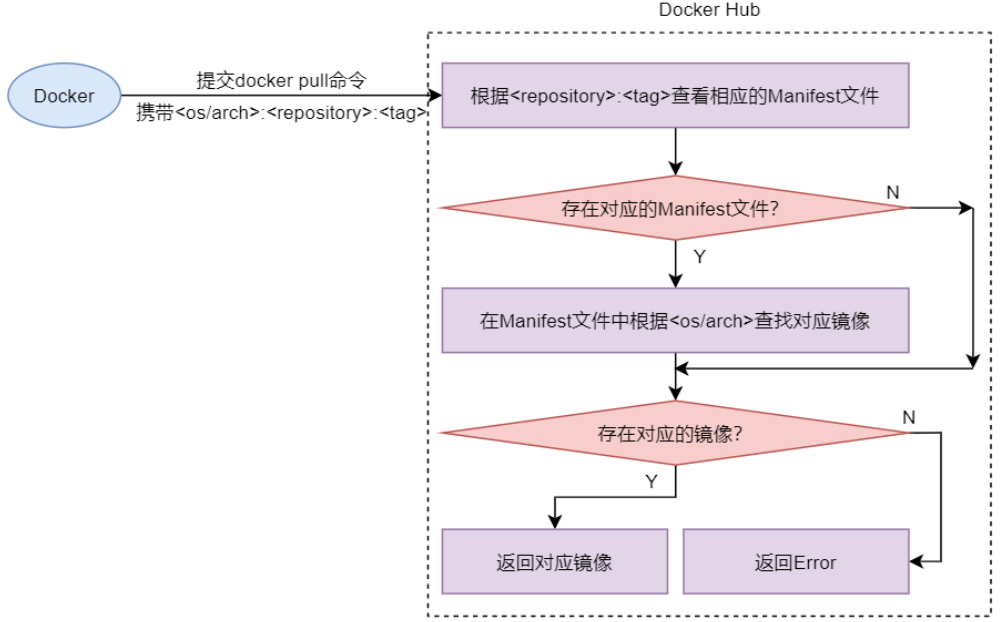 Docker Hub
Docker
提交docker pull命令
携带<os/arch>:<repository>:<tag>
根据<repository>:<tag>查看相应的Manifest文件
存在对应的Manifest文件？
N
Y
在Manifest文件中根据<os/arch>查找对应镜像
存在对应的镜像？
N
Y
返回对应镜像
返回Error